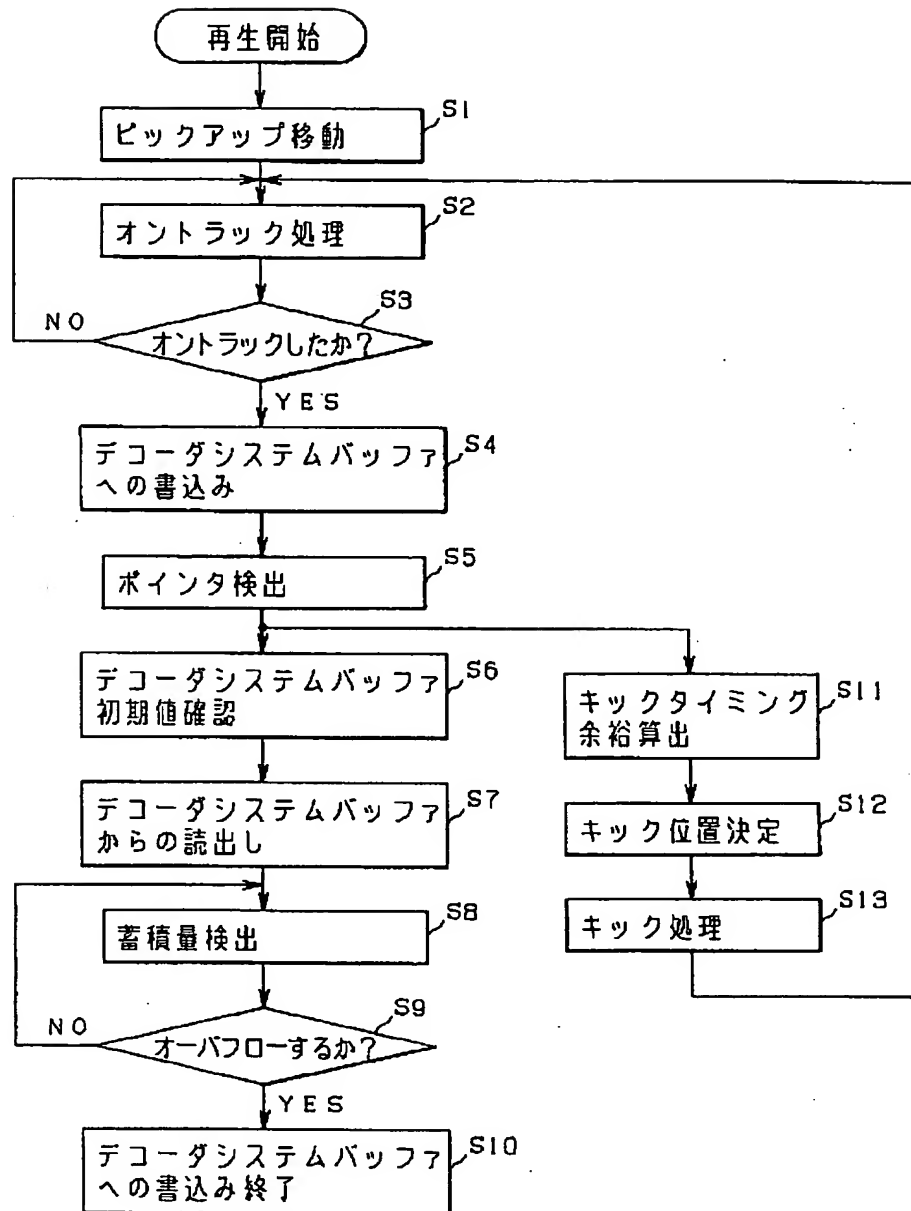 再生開始
S1
ピックアップ移動
S2
オントラック処理
S3
NO
オントラックしたか?
YES
S4
デコーダシステムバッファ
への書込み
S5
ポインタ検出
S6
デコーダシステムバッファ
初期値確認
S7
デコーダシステムバッファ
からの読出し
S8
蓄積量検出
S9
NO
オーバフローするか?
YES
S10
デコーダシステムバッファ
への書込み終了
S11
キックタイミング
余裕算出
S12
キック位置決定
S13
キック処理